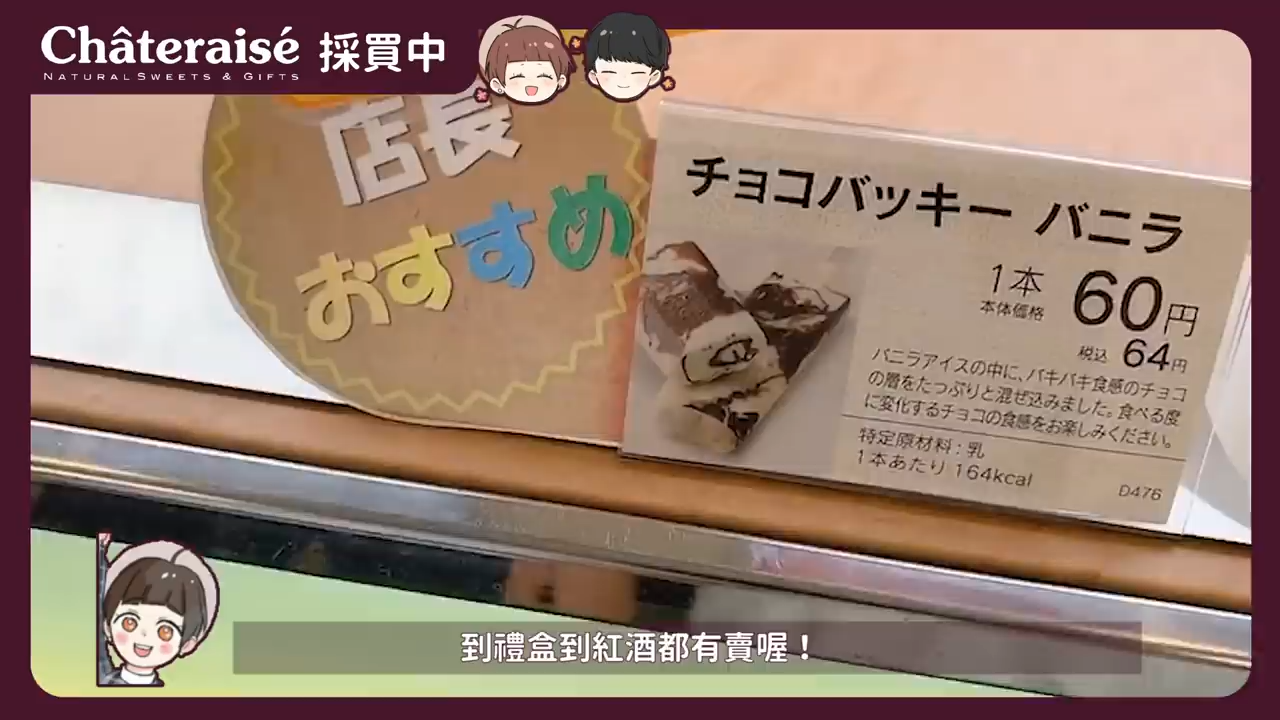 Châteraisé 採買中
NATURAL SWEETS & GIFTS
店長
おすすめ
チョコバッキー バニラ
1本
本体価格
60円
税込 64円
バニラアイスの中に、パキパキ食感のチョコ
の層をたっぷりと混ぜ込みました。食べる度
に変化するチョコの食感をお楽しみください。
特定原材料：乳
1本あたり 164kcal
D476
到禮盒到紅酒都有賣喔！